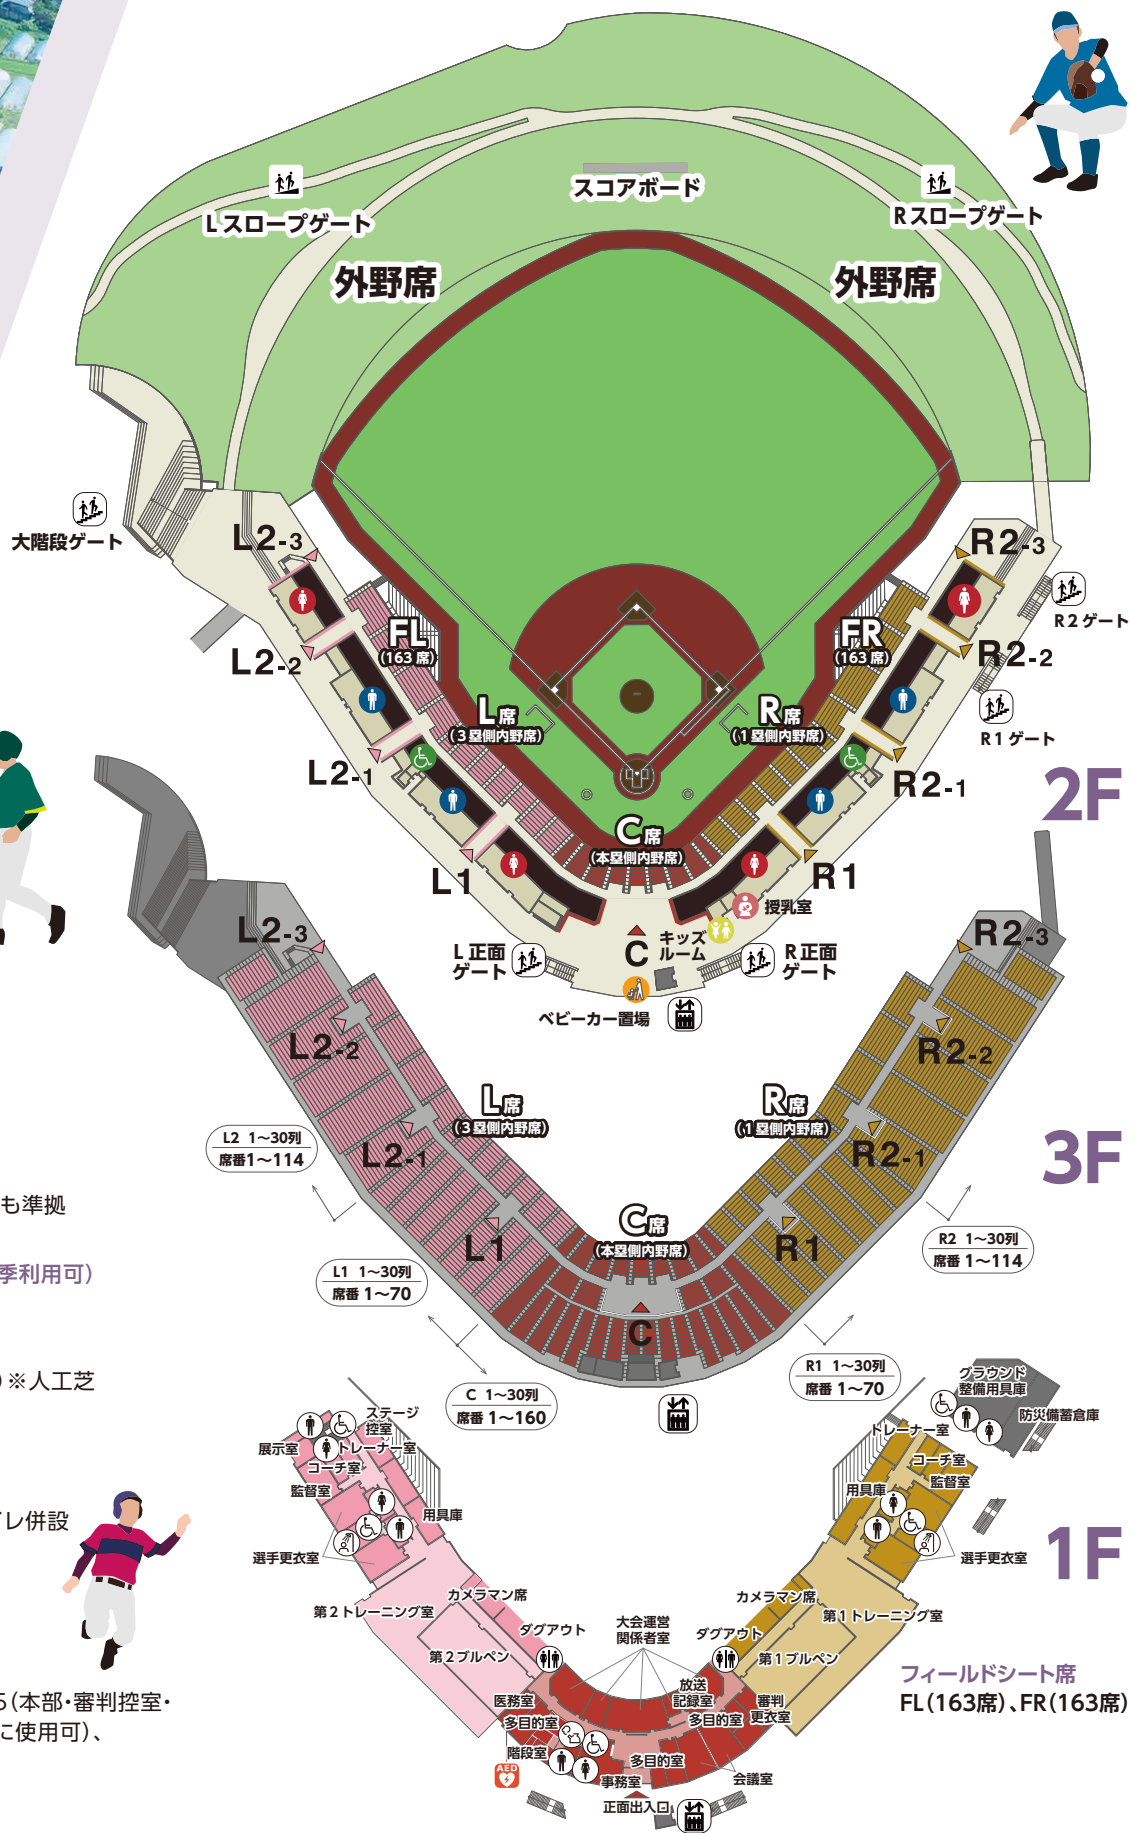 スコアボード
Lスロープゲート
Rスロープゲート
外野席
外野席
大階段ゲート
L2-3
R2-3
R2ゲート
FL
(163席)
FR
(163席)
L2-2
R2-2
L席
(3塁側内野席)
R席
(1塁側内野席)
R1ゲート
L2-1
R2-1
2F
C席
(本塁側内野席)
L1
R1
授乳室
キッズ
ルーム
C
L正面
ゲート
R正面
ゲート
ベビーカー置場
L2-3
R2-3
L2-2
R2-2
L席
(3塁側内野席)
R席
(1塁側内野席)
L2 1〜30列
席番1〜114
L2-1
R2-1
3F
も準拠
C席
(本塁側内野席)
L1
R1
R2 1〜30列
席番 1〜114
季利用可)
L1 1〜30列
席番 1〜70
C
R1 1〜30列
席番 1〜70
)※人工芝
C 1〜30列
席番 1〜160
グラウンド
整備用具庫
防災備蓄倉庫
ステージ
控室
展示室
トレーナー室
コーチ室
監督室
用具庫
選手更衣室
トレーナー室
コーチ室
監督室
用具庫
選手更衣室
1F
イレ併設
カメラマン席
カメラマン席
第2トレーニング室
第1トレーニング室
大会運営
関係者室
ダグアウト
ダグアウト
第2ブルペン
第1ブルペン
フィールドシート席
FL(163席)、FR(163席)
放送
記録室
医務室
審判
更衣室
多目的室
多目的室
階段室
多目的室
AED
事務室
会議室
正面出入口
5(本部・審判控室・
に使用可)、